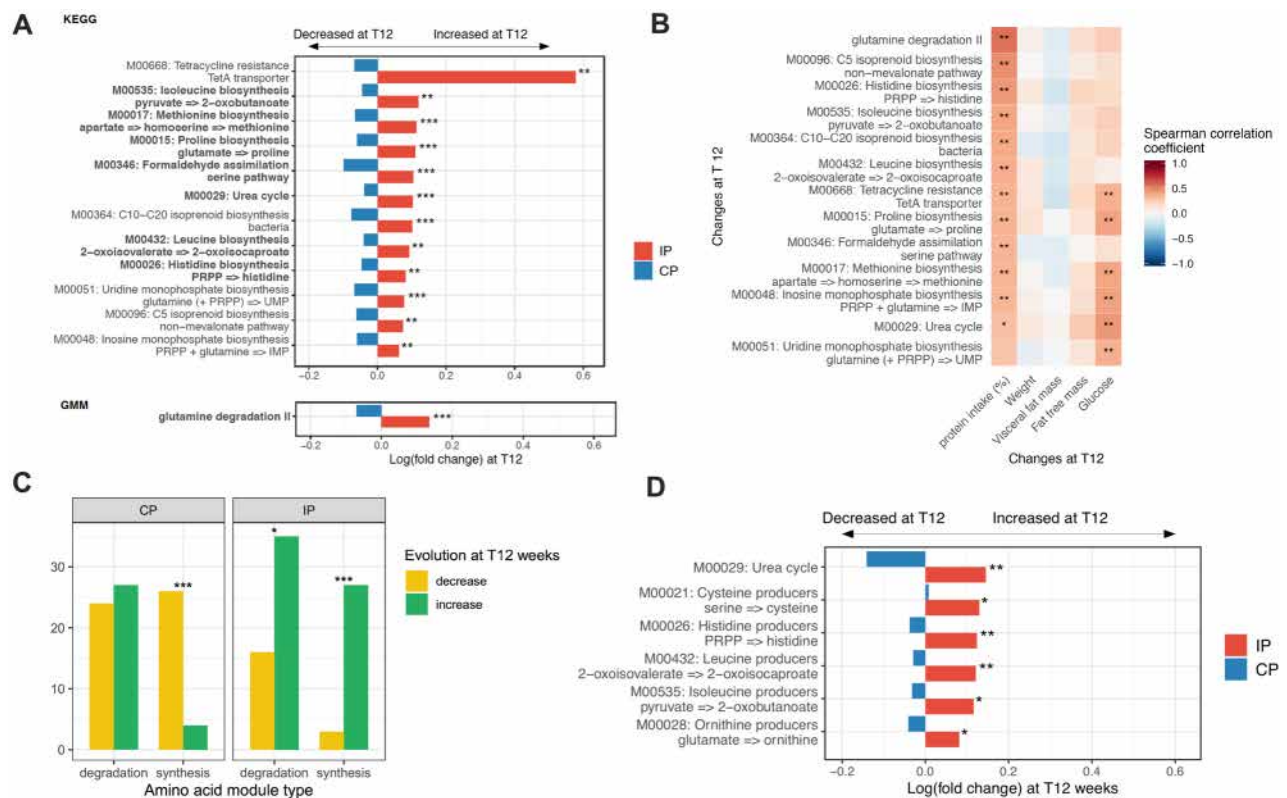 A
KEGG
Decreased at T12
Increased at T12
M00668: Tetracycline resistance
TetA transporter
**
M00535: Isoleucine biosynthesis
pyruvate => 2−oxobutanoate
**
M00017: Methionine biosynthesis
apartate => homoserine => methionine
***
M00015: Proline biosynthesis
glutamate => proline
***
M00346: Formaldehyde assimilation
serine pathway
***
M00029: Urea cycle
***
M00364: C10−C20 isoprenoid biosynthesis
bacteria
***
M00432: Leucine biosynthesis
2−oxoisovalerate => 2−oxoisocaproate
**
M00026: Histidine biosynthesis
PRPP => histidine
**
M00051: Uridine monophosphate biosynthesis
glutamine (+ PRPP) => UMP
***
M00096: C5 isoprenoid biosynthesis
non−mevalonate pathway
**
M00048: Inosine monophosphate biosynthesis
PRPP + glutamine => IMP
**
−0.2 0.0 0.2 0.4 0.6
IP
CP
GMM
glutamine degradation II
***
−0.2 0.0 0.2 0.4 0.6
Log(fold change) at T12
B
Changes at T 12
glutamine degradation II
**
M00096: C5 isoprenoid biosynthesis
non−mevalonate pathway
**
M00026: Histidine biosynthesis
PRPP => histidine
**
M00535: Isoleucine biosynthesis
pyruvate => 2−oxobutanoate
**
M00364: C10−C20 isoprenoid biosynthesis
bacteria
**
M00432: Leucine biosynthesis
2−oxoisovalerate => 2−oxoisocaproate
**
M00668: Tetracycline resistance
TetA transporter
** **
M00015: Proline biosynthesis
glutamate => proline
** **
M00346: Formaldehyde assimilation
serine pathway
**
M00017: Methionine biosynthesis
apartate => homoserine => methionine
** **
M00048: Inosine monophosphate biosynthesis
PRPP + glutamine => IMP
** **
M00029: Urea cycle
* **
M00051: Uridine monophosphate biosynthesis
glutamine (+ PRPP) => UMP
**
protein intake (%)
Weight
Visceral fat mass
Fat free mass
Glucose
Changes at T12
Spearman correlation
coefficient
1.0
0.5
0.0
−0.5
−1.0
C
CP
IP
30
20
10
0
***
*
***
degradation synthesis
degradation synthesis
Amino acid module type
Evolution at T12 weeks
decrease
increase
D
Decreased at T12
Increased at T12
M00029: Urea cycle
**
M00021: Cysteine producers
serine => cysteine
*
M00026: Histidine producers
PRPP => histidine
**
M00432: Leucine producers
2−oxoisovalerate => 2−oxoisocaproate
**
M00535: Isoleucine producers
pyruvate => 2−oxobutanoate
*
M00028: Ornithine producers
glutamate => ornithine
*
−0.2 0.0 0.2 0.4 0.6
Log(fold change) at T12 weeks
IP
CP